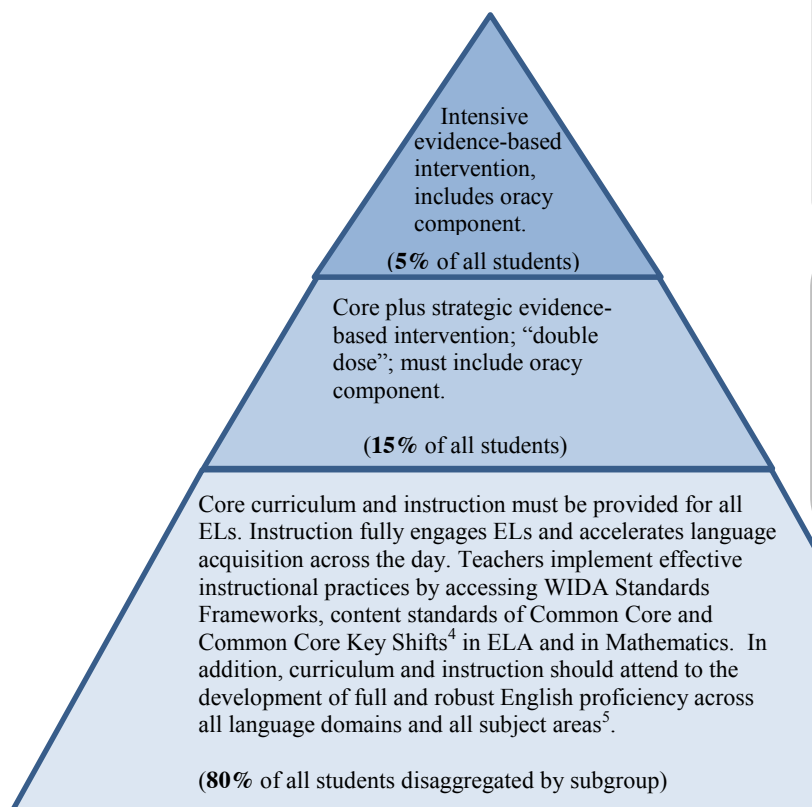 Intensive
evidence-based
intervention,
includes oracy
component.
(5% of all students)
Core plus strategic evidence-
based intervention; “double
dose”; must include oracy
component.
(15% of all students)
Core curriculum and instruction must be provided for all
ELs. Instruction fully engages ELs and accelerates language
acquisition across the day. Teachers implement effective
instructional practices by accessing WIDA Standards
Frameworks, content standards of Common Core and
Common Core Key Shifts⁴ in ELA and in Mathematics.  In
addition, curriculum and instruction should attend to the
development of full and robust English proficiency across
all language domains and all subject areas⁵.
(80% of all students disaggregated by subgroup)